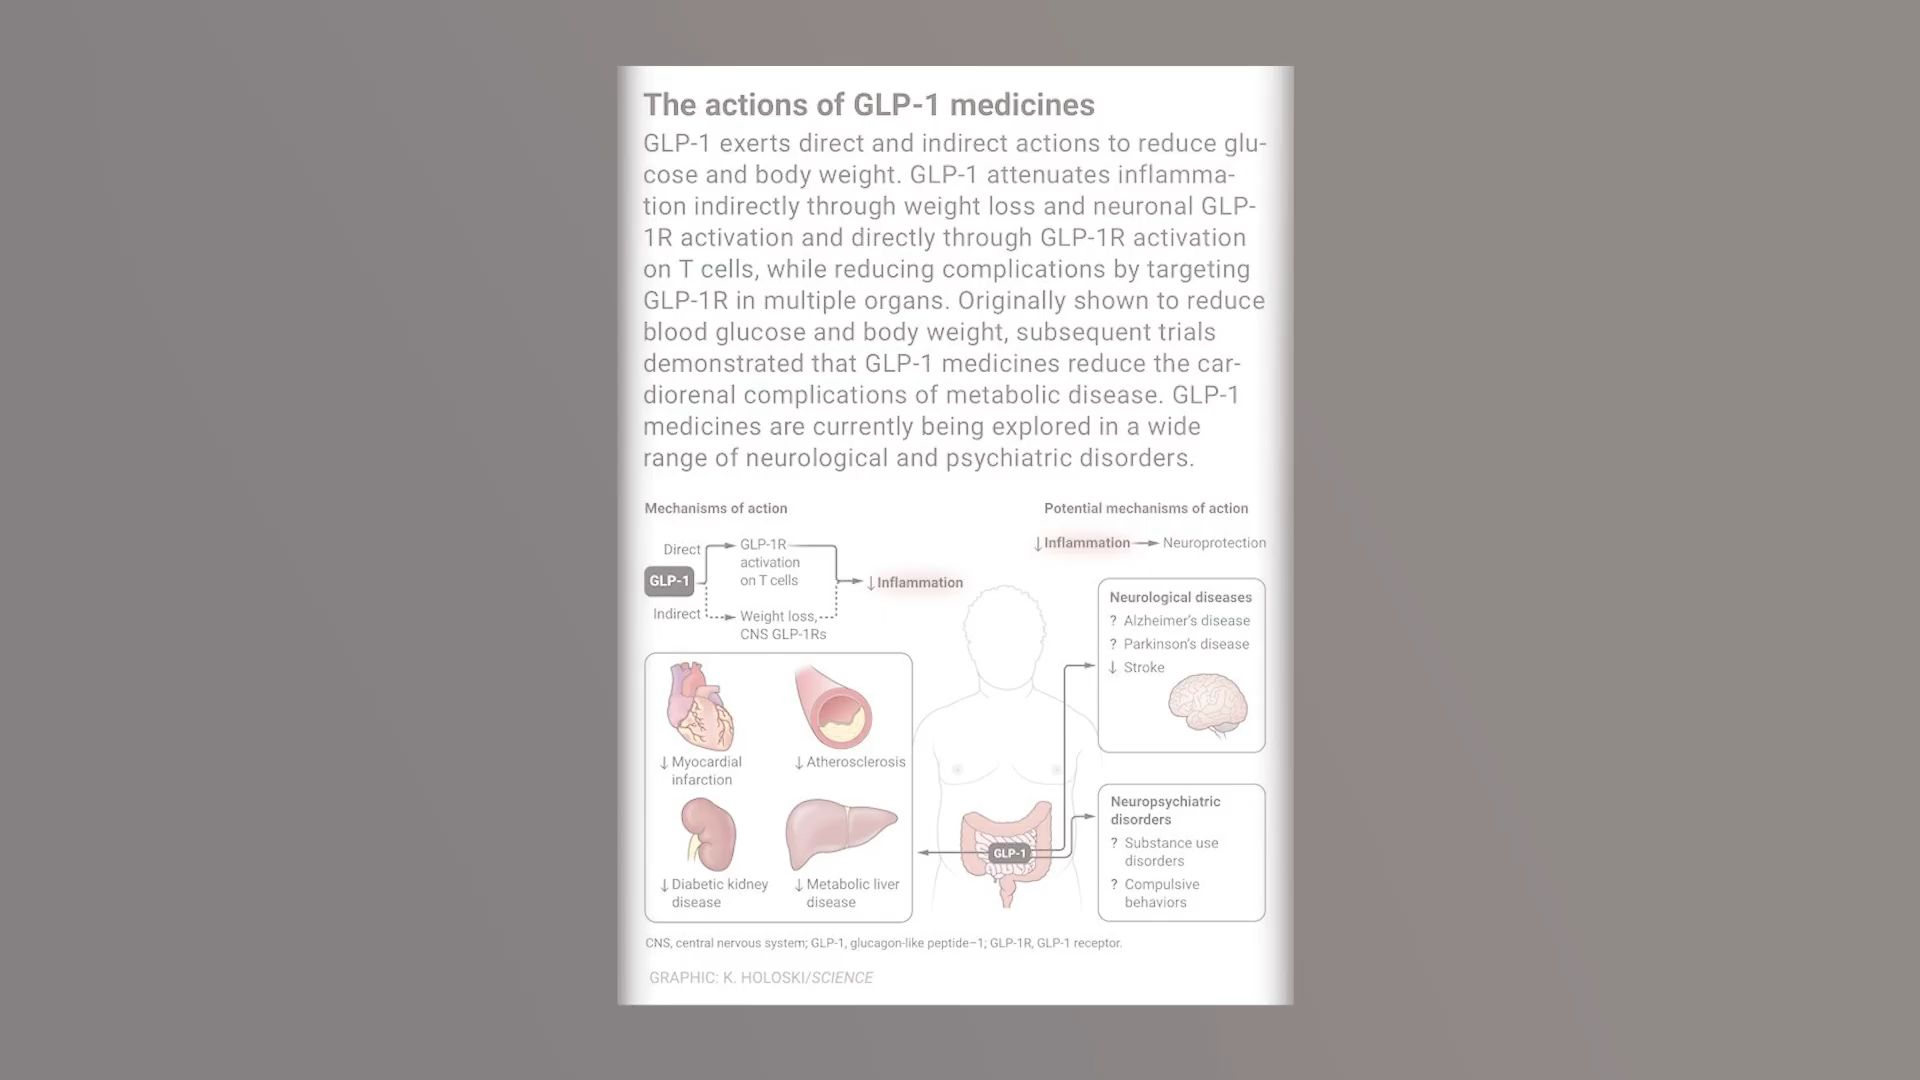 The actions of GLP-1 medicines
GLP-1 exerts direct and indirect actions to reduce glu-
cose and body weight. GLP-1 attenuates inflamma-
tion indirectly through weight loss and neuronal GLP-
1R activation and directly through GLP-1R activation
on T cells, while reducing complications by targeting
GLP-1R in multiple organs. Originally shown to reduce
blood glucose and body weight, subsequent trials
demonstrated that GLP-1 medicines reduce the car-
diorenal complications of metabolic disease. GLP-1
medicines are currently being explored in a wide
range of neurological and psychiatric disorders.
Mechanisms of action
Direct
GLP-1R
activation
on T cells
GLP-1
Indirect
Weight loss,
CNS GLP-1Rs
↓ Inflammation
↓ Myocardial
infarction
↓ Atherosclerosis
↓ Diabetic kidney
disease
↓ Metabolic liver
disease
GLP-1
Potential mechanisms of action
↓ Inflammation → Neuroprotection
Neurological diseases
? Alzheimer's disease
? Parkinson's disease
↓ Stroke
Neuropsychiatric
disorders
? Substance use
disorders
? Compulsive
behaviors
CNS, central nervous system; GLP-1, glucagon-like peptide–1; GLP-1R, GLP-1 receptor.
GRAPHIC: K. HOLOSKI/SCIENCE